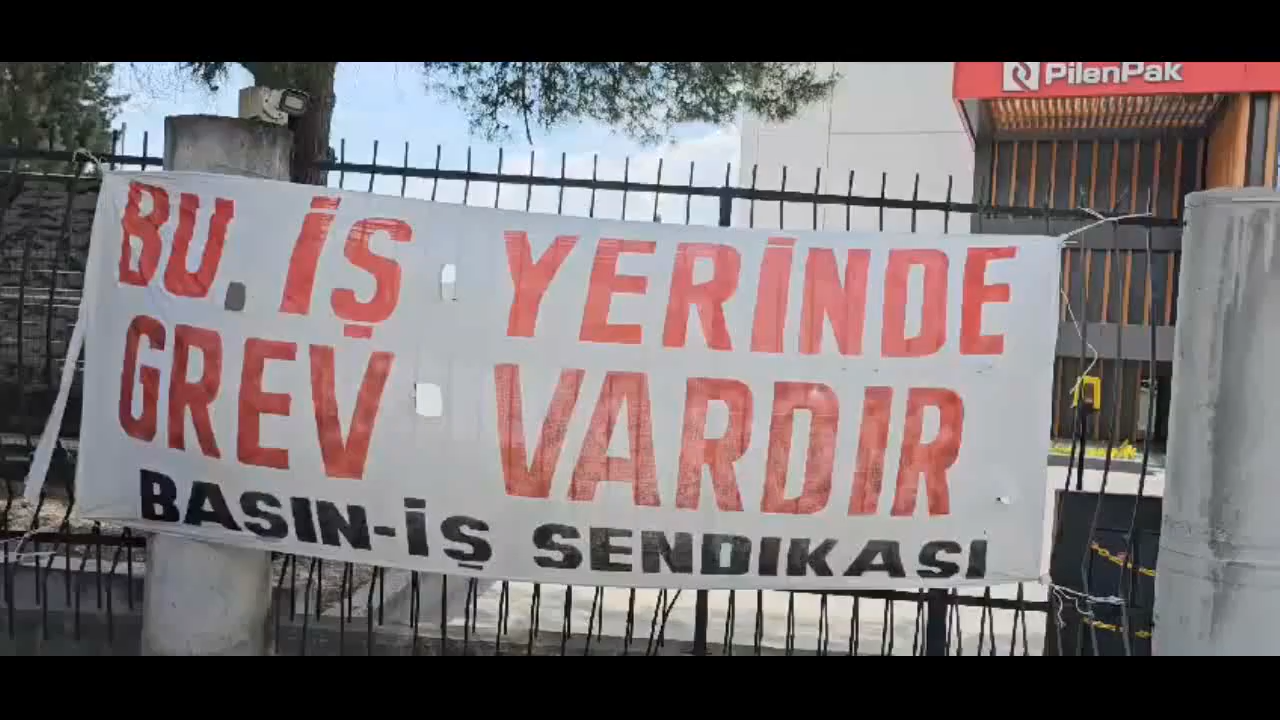 PilenPak
BU. İŞ YERİNDE
GREV VARDIR
BASIN-İŞ SENDİKASI